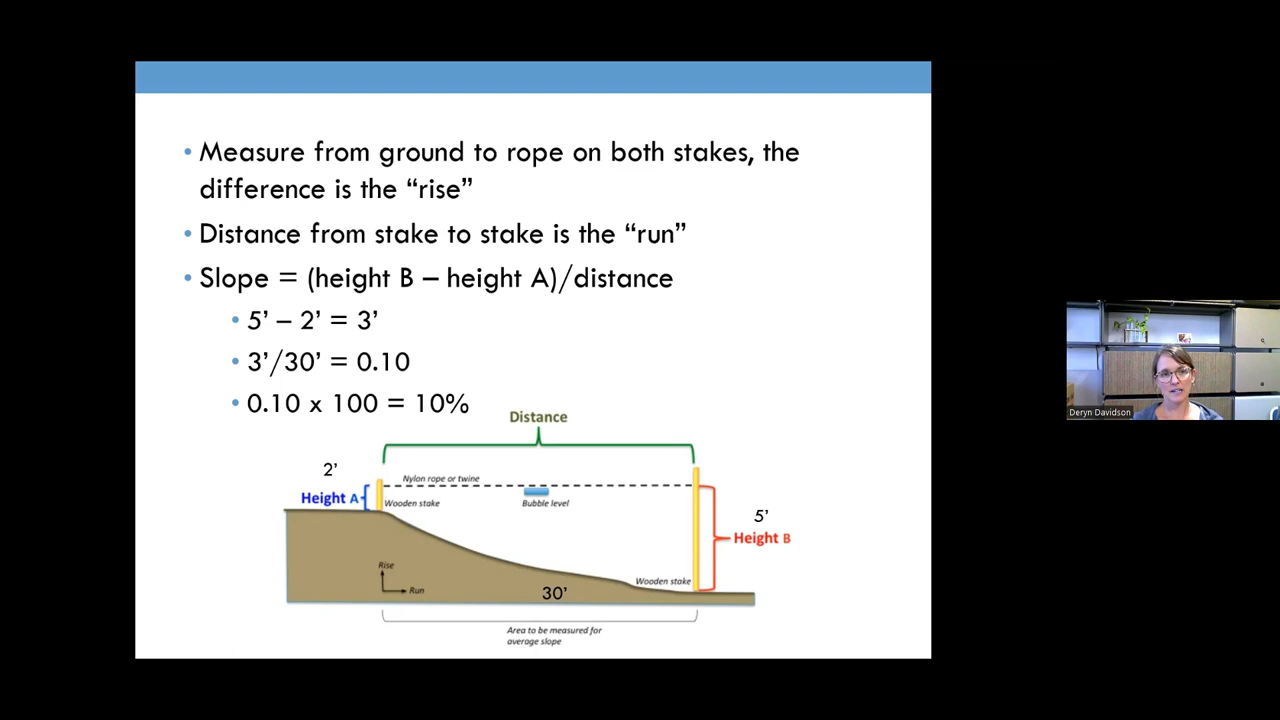 • Measure from ground to rope on both stakes, the
difference is the “rise”
• Distance from stake to stake is the “run”
• Slope = (height B – height A)/distance
• 5’ – 2’ = 3’
• 3’/30’ = 0.10
• 0.10 x 100 = 10%
Distance
2’
Nylon rope or twine
Height A
Wooden stake
Bubble level
5’
Height B
Rise
Wooden stake
Run
30’
Area to be measured for
average slope
Deryn Davidson